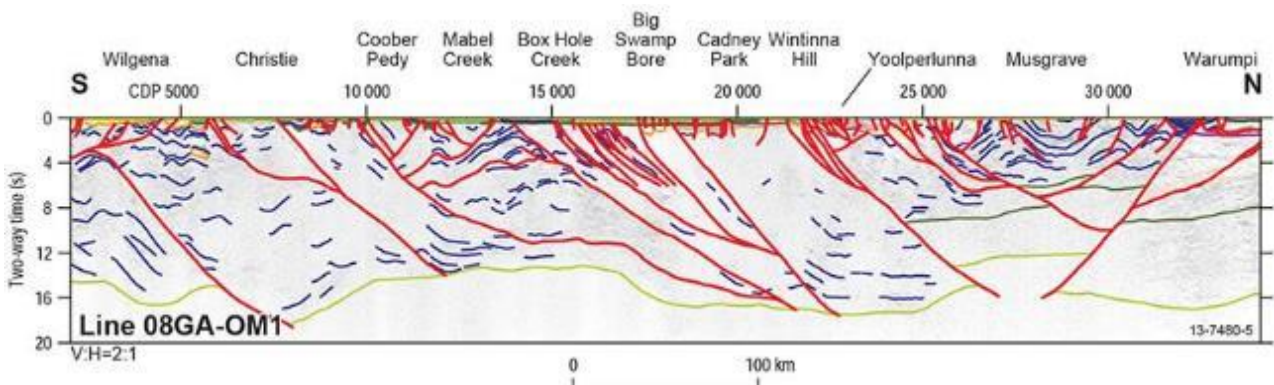 Wilgena Christie Coober Pedy Mabel Creek Box Hole Creek Big Swamp Bore Cadney Park Wintinna Hill Yoolperlunna Musgrave Warumpi
S N
CDP 5000 10 000 15 000 20 000 25 000 30 000
Two-way time (s)
0
4
8
12
16
20
Line 08GA-OM1
13-7480-5
V:H=2:1
0 100 km